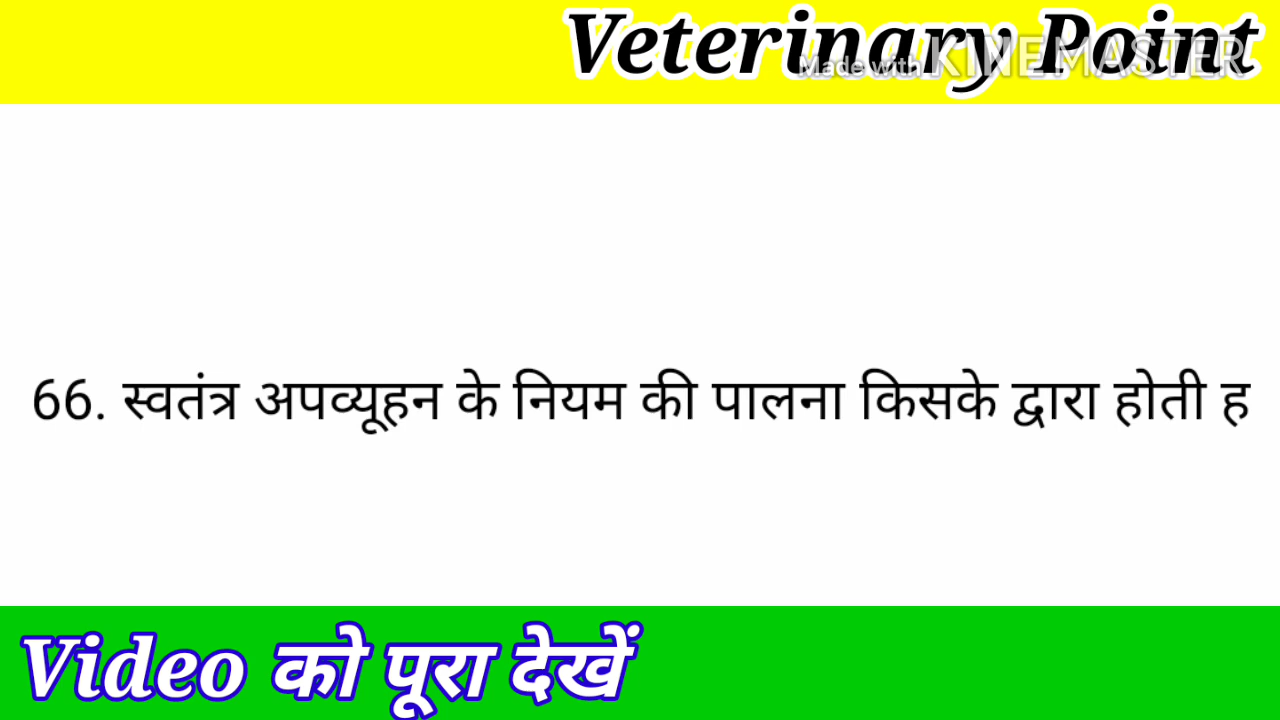 Veterinary Point
Made with KINEMASTER
66. स्वतंत्र अपव्यूहन के नियम की पालना किसके द्वारा होती ह
Video को पूरा देखें